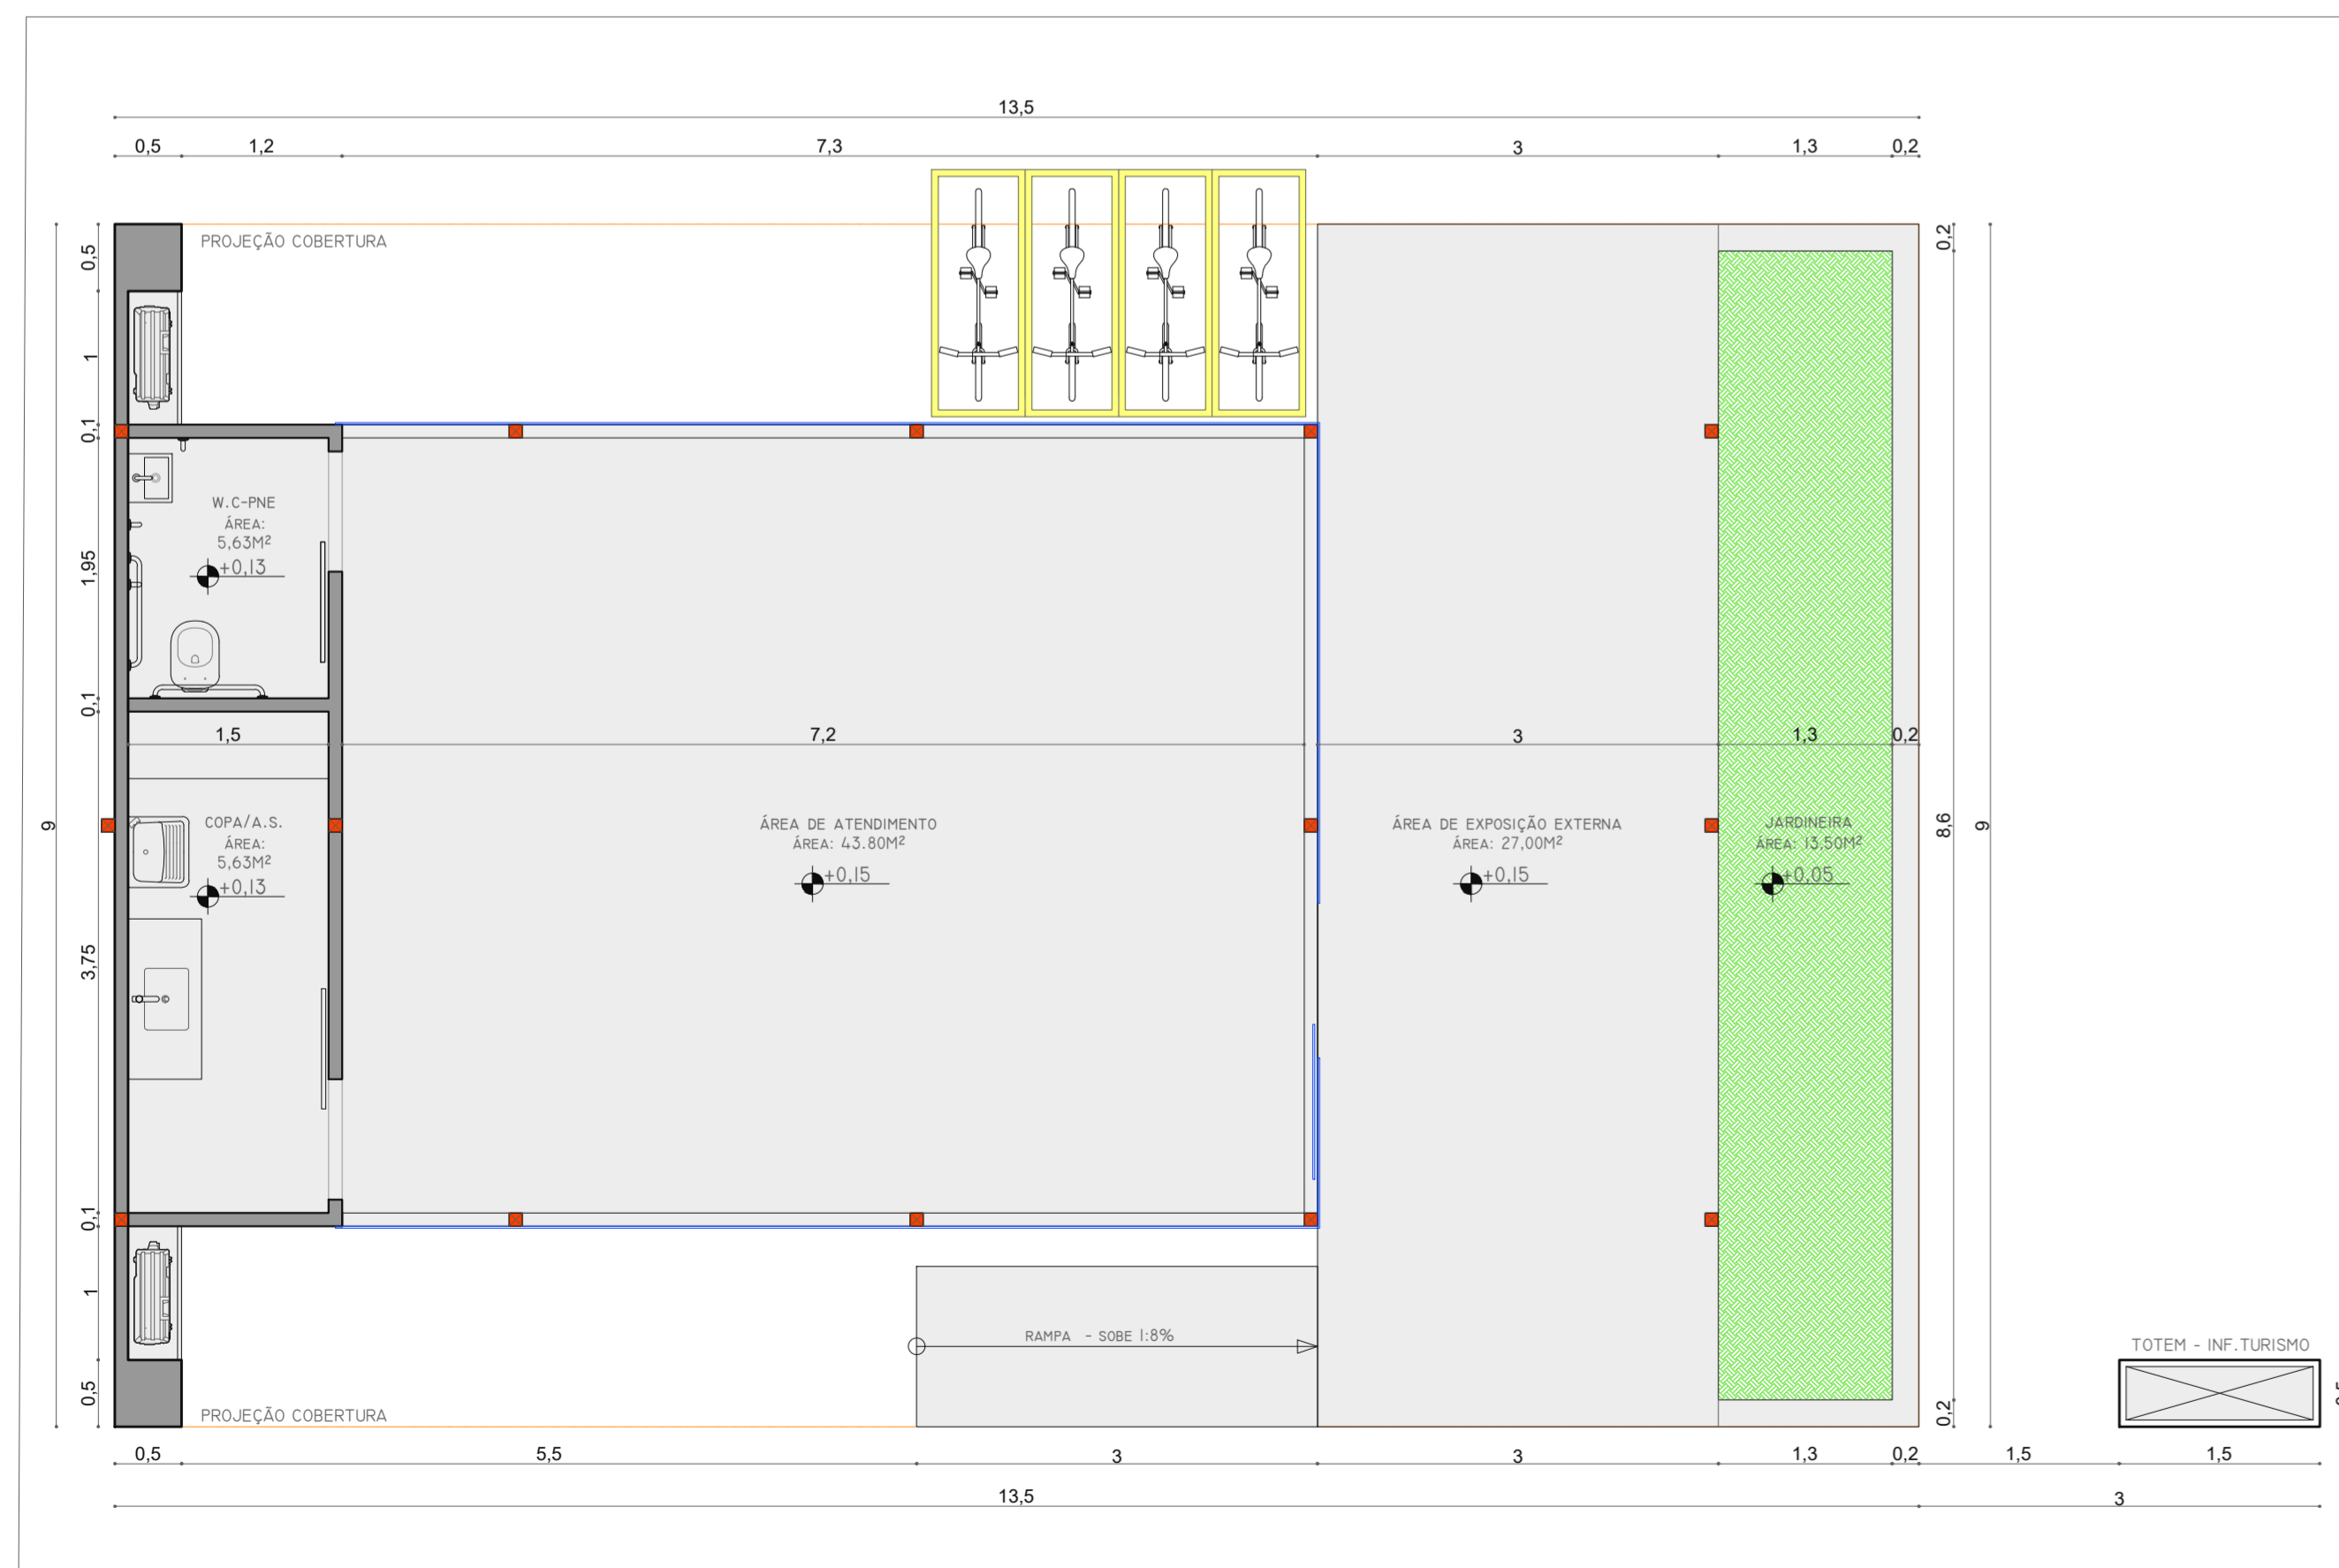 13,5
0,5 1,2 7,3 3 1,3 0,2
PROJEÇÃO COBERTURA
0,5
0,2
1
0,1
W.C-PNE
ÁREA:
5,63M²
+0,13
1,95
0,1
1,5 7,2 3 1,3 0,2
COPA/A.S.
ÁREA:
5,63M²
+0,13
ÁREA DE ATENDIMENTO
ÁREA: 43.80M²
+0,15
ÁREA DE EXPOSIÇÃO EXTERNA
ÁREA: 27,00M²
+0,15
JARDINEIRA
ÁREA: 13,50M²
+0,05
9
8,6
9
3,75
0,1
1
RAMPA - SOBE 1:8%
TOTEM - INF.TURISMO
0,5
PROJEÇÃO COBERTURA
0,2
0,5 5,5 3 3 1,3 0,2 1,5 1,5
13,5 3